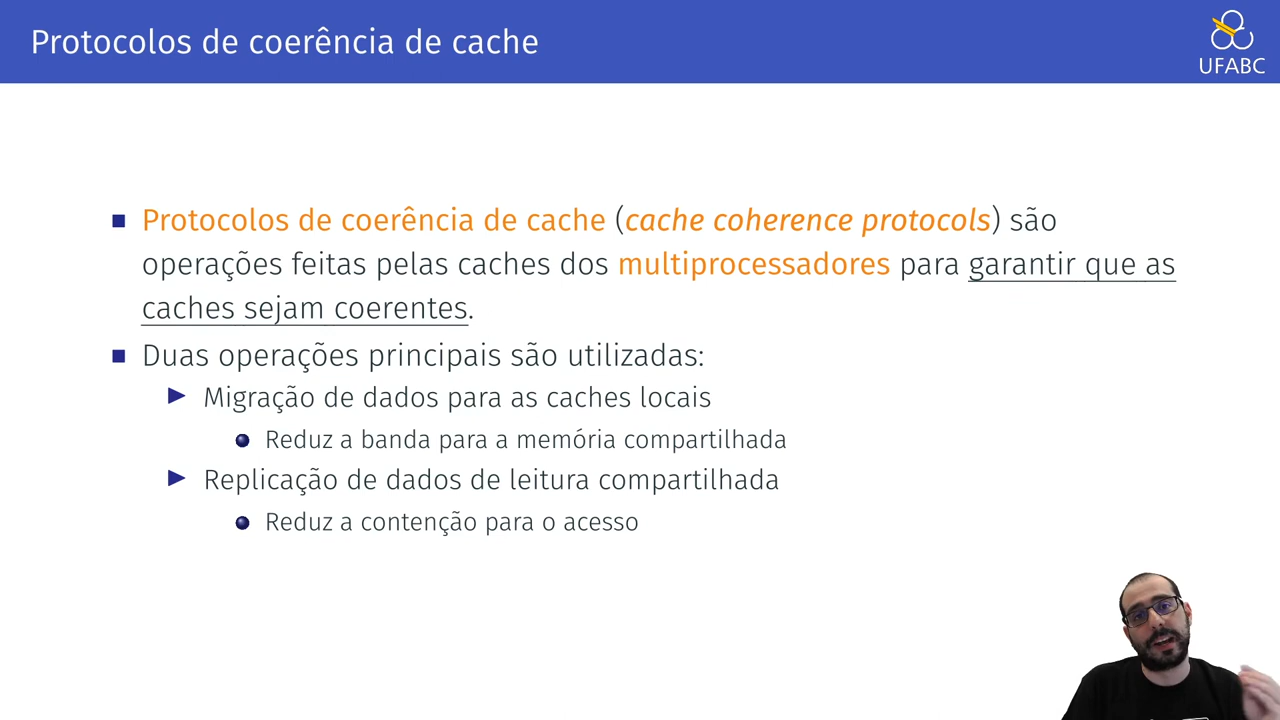 Protocolos de coerência de cache
UFABC
Protocolos de coerência de cache (cache coherence protocols) são
operações feitas pelas caches dos multiprocessadores para garantir que as
caches sejam coerentes.
Duas operações principais são utilizadas:
Migração de dados para as caches locais
Reduz a banda para a memória compartilhada
Replicação de dados de leitura compartilhada
Reduz a contenção para o acesso